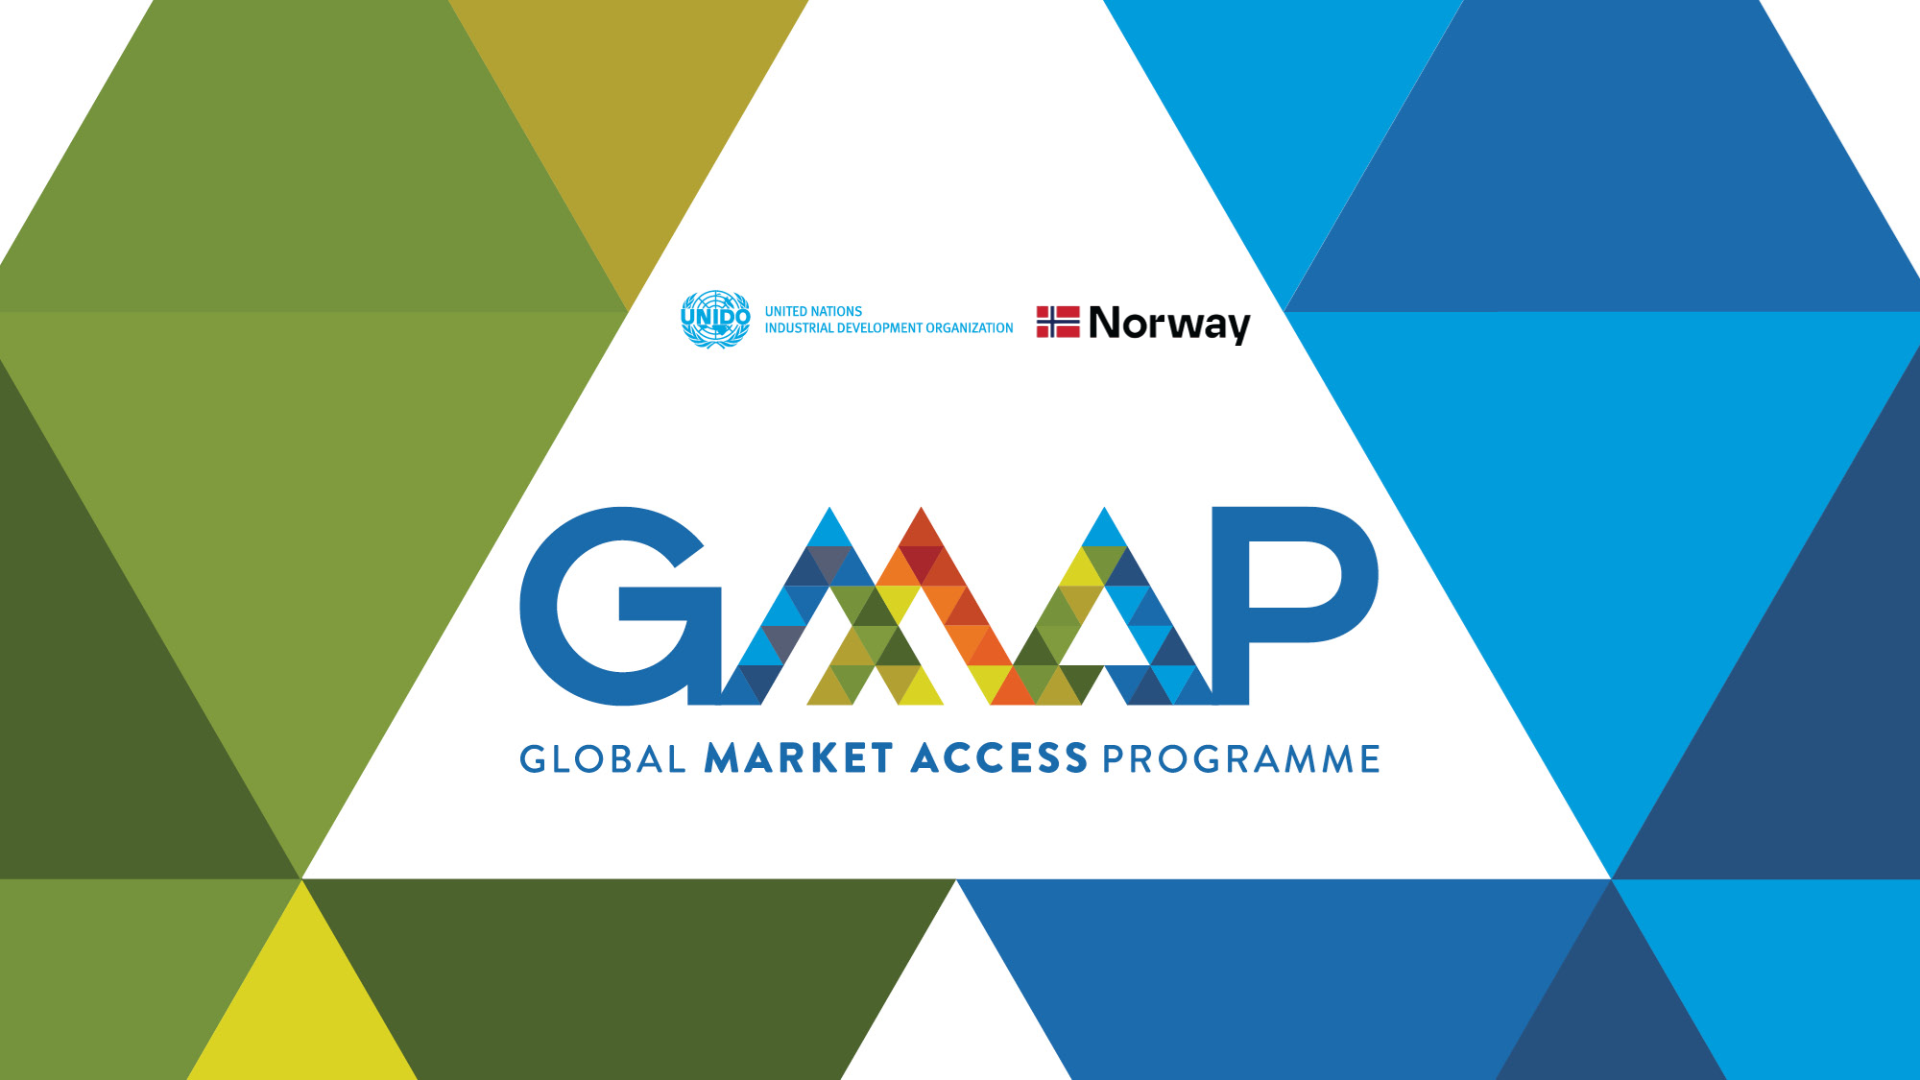 UNIDO
UNITED NATIONS
INDUSTRIAL DEVELOPMENT ORGANIZATION
Norway
GMAP
GLOBAL MARKET ACCESS PROGRAMME